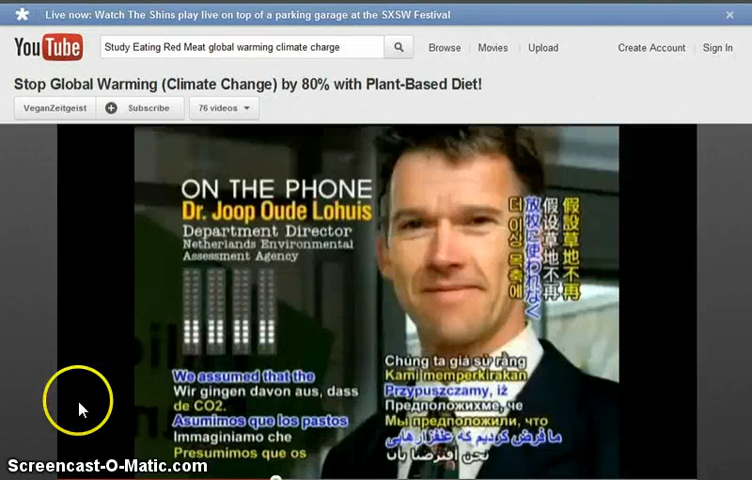 Live now: Watch The Shins play live on top of a parking garage at the SXSW Festival
YouTube
Study Eating Red Meat global warming climate charge
Browse
Movies
Upload
Create Account
Sign In
Stop Global Warming (Climate Change) by 80% with Plant-Based Diet!
VeganZeitgeist
Subscribe
76 videos
ON THE PHONE
Dr. Joop Oude Lohuis
Department Director
Netherlands Environmental
Assessment Agency
假設草地不再
假设草地不再
放牧に使われなく
더 이상 목축에
We assumed that the
Wir gingen davon aus, dass
de CO2.
Asumimos que los pastos
Immaginiamo che
Presumimos que os
Chúng ta giả sử rằng
Kami memperkirakan
Przypuszczamy, iż
Предположихме, че
Мы предположили, что
ما فرض کردیم که علفزارهایی
نحن افترضنا بأن
Screencast-O-Matic.com